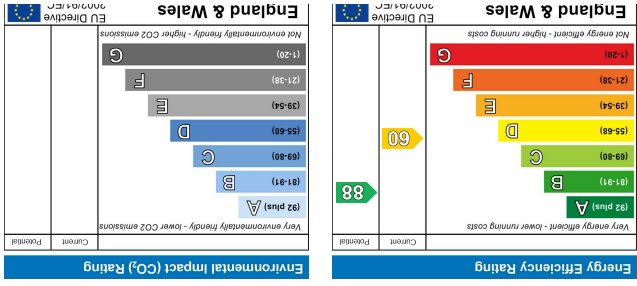 Energy Efficiency Rating
Current
Potential
Very energy efficient - lower running costs
(92 plus) A
(81-91) B
(69-80) C
(55-68) D
(39-54) E
(21-38) F
(1-20) G
88
60
Not energy efficient - higher running costs
England & Wales
EU Directive
2002/91/EC
Environmental Impact (CO₂) Rating
Current
Potential
Very environmentally friendly - lower CO2 emissions
(92 plus) A
(81-91) B
(69-80) C
(55-68) D
(39-54) E
(21-38) F
(1-20) G
Not environmentally friendly - higher CO2 emissions
England & Wales
EU Directive
2002/91/EC